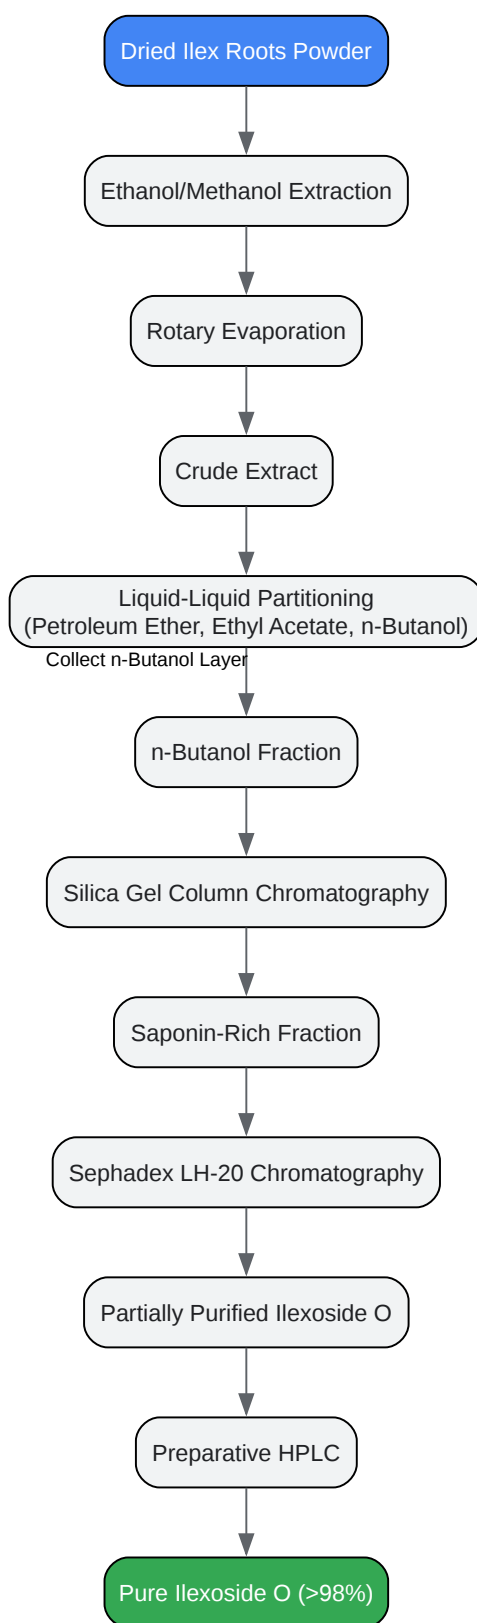 Dried Ilex Roots Powder
Ethanol/Methanol Extraction
Rotary Evaporation
Crude Extract
Liquid-Liquid Partitioning
(Petroleum Ether, Ethyl Acetate, n-Butanol)
Collect n-Butanol Layer
n-Butanol Fraction
Silica Gel Column Chromatography
Saponin-Rich Fraction
Sephadex LH-20 Chromatography
Partially Purified Ilexoside O
Preparative HPLC
Pure Ilexoside O (>98%)